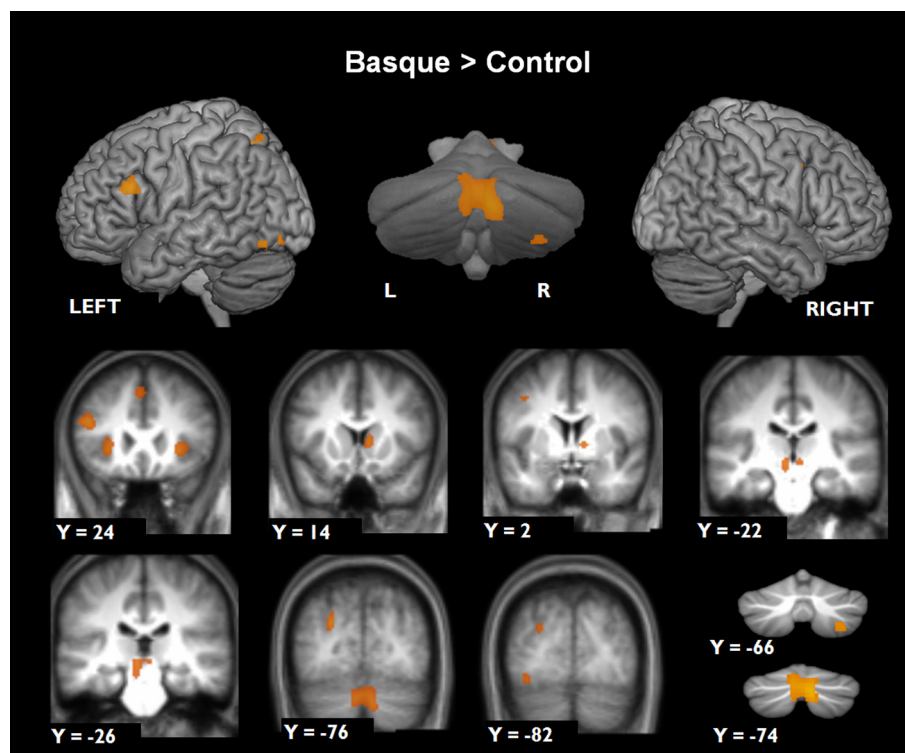 Basque > Control
L R
LEFT
RIGHT
Y = 24
Y = 14
Y = 2
Y = -22
Y = -66
Y = -26
Y = -76
Y = -82
Y = -74